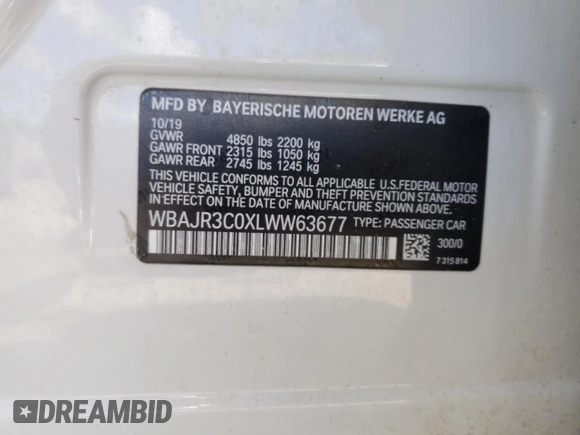 MFD BY BAYERISCHE MOTOREN WERKE AG
10/19
GVWR 4850 lbs 2200 kg
GAWR FRONT 2315 lbs 1050 kg
GAWR REAR 2745 lbs 1245 kg
THIS VEHICLE CONFORMS TO ALL APPLICABLE U.S.FEDERAL MOTOR
VEHICLE SAFETY, BUMPER AND THEFT PREVENTION STANDARDS
IN EFFECT ON THE DATE OF MANUFACTURE SHOWN ABOVE.
WBAJR3C0XLWW63677 TYPE: PASSENGER CAR
300/0
7315814
DREAMBID